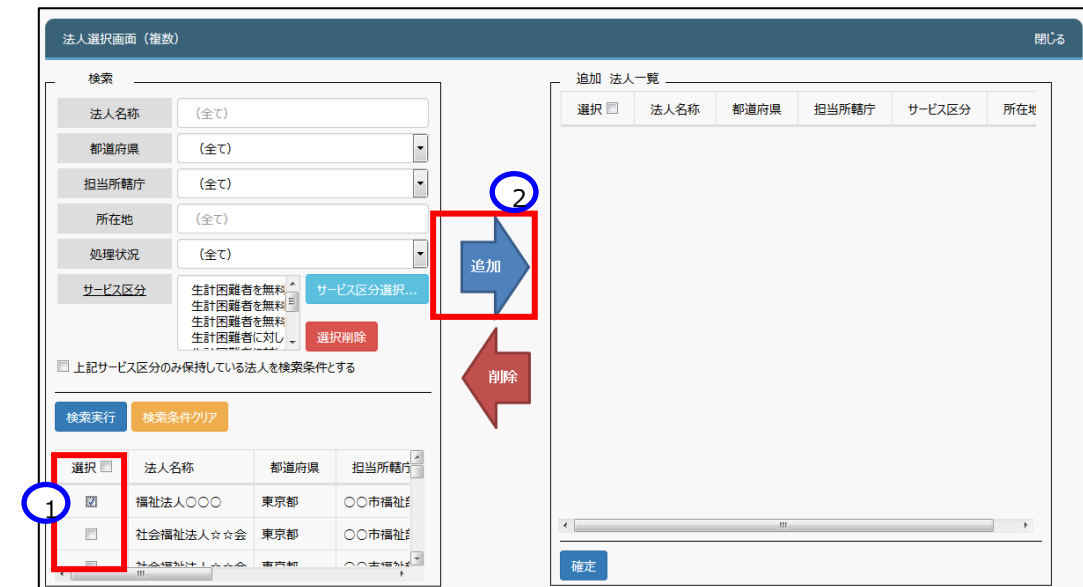 法人選択画面（複数） 閉じる
検索
法人名称 (全て)
都道府県 (全て)
担当所轄庁 (全て)
所在地 (全て)
処理状況 (全て)
サービス区分
生計困難者を無料
生計困難者を無料
生計困難者を無料
生計困難者に対し
サービス区分選択...
選択削除
上記サービス区分のみ保持している法人を検索条件とする
検索実行 検索条件クリア
選択 法人名称 都道府県 担当所轄庁
1
福祉法人○○○ 東京都 ○○市福祉
社会福祉法人☆☆会 東京都 ○○市福祉
2
追加
削除
追加 法人一覧
選択 法人名称 都道府県 担当所轄庁 サービス区分 所在地
確定